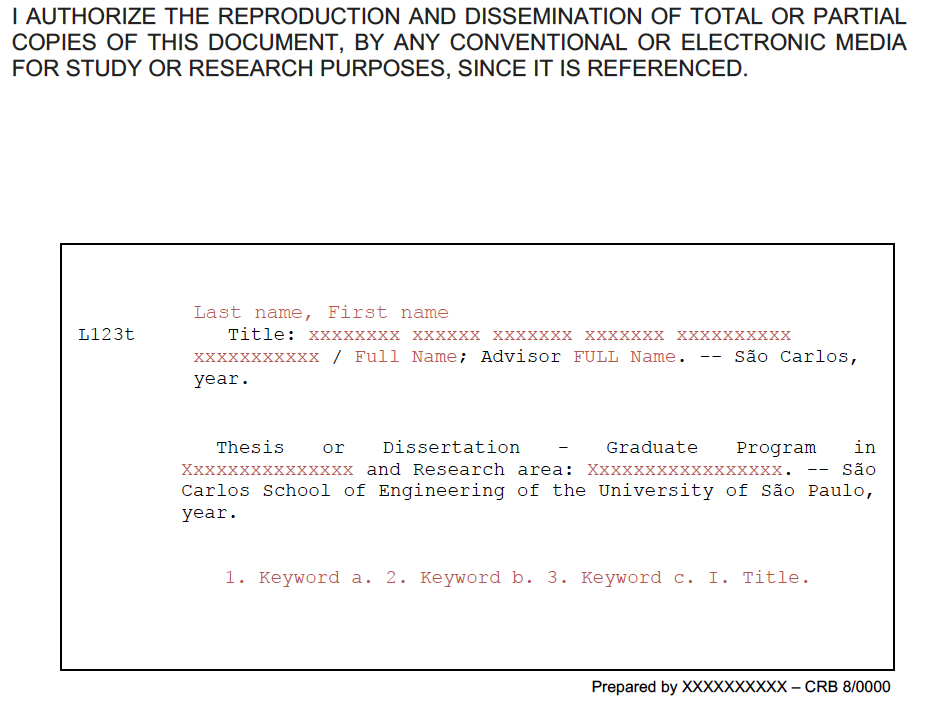 I AUTHORIZE THE REPRODUCTION AND DISSEMINATION OF TOTAL OR PARTIAL
COPIES OF THIS DOCUMENT, BY ANY CONVENTIONAL OR ELECTRONIC MEDIA
FOR STUDY OR RESEARCH PURPOSES, SINCE IT IS REFERENCED.
Last name, First name
L123t Title: xxxxxxxx xxxxxx xxxxxxx xxxxxxx xxxxxxxxxx
xxxxxxxxxxx / Full Name; Advisor FULL Name. -- São Carlos,
year.
Thesis or Dissertation – Graduate Program in
Xxxxxxxxxxxxxxx and Research area: Xxxxxxxxxxxxxxxxx. -- São
Carlos School of Engineering of the University of São Paulo,
year.
1. Keyword a. 2. Keyword b. 3. Keyword c. I. Title.
Prepared by XXXXXXXXXX – CRB 8/0000